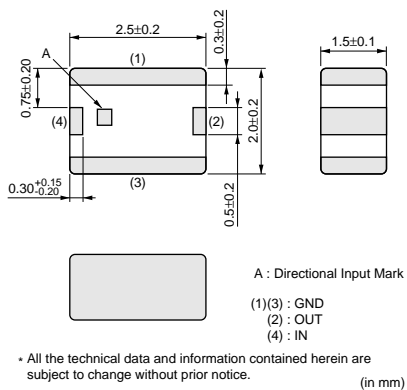 2.5±0.2
A
(1)
0.3±0.2
1.5±0.1
0.75±0.20
(4)
(2)
2.0±0.2
(3)
0.5±0.2
0.30+0.15-0.20
A : Directional Input Mark
(1)(3) : GND
(2) : OUT
(4) : IN
* All the technical data and information contained herein are
subject to change without prior notice.
(in mm)